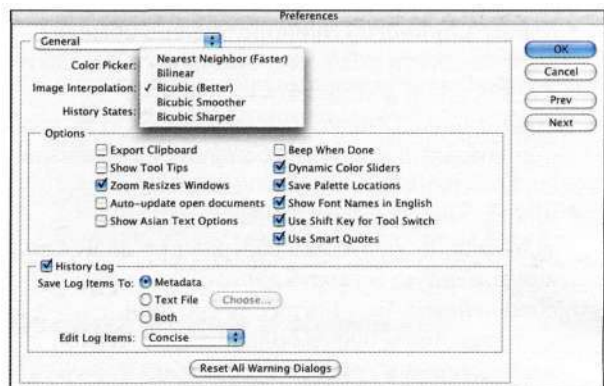 Preferences
General
OK
Cancel
Prev
Next
Color Picker:
Image Interpolation:
History States:
Nearest Neighbor (Faster)
Bilinear
✓ Bicubic (Better)
Bicubic Smoother
Bicubic Sharper
Options
Export Clipboard
Show Tool Tips
Zoom Resizes Windows
Auto-update open documents
Show Asian Text Options
Beep When Done
Dynamic Color Sliders
Save Palette Locations
Show Font Names in English
Use Shift Key for Tool Switch
Use Smart Quotes
History Log
Save Log Items To: Metadata
Text File Choose...
Both
Edit Log Items: Concise
Reset All Warning Dialogs